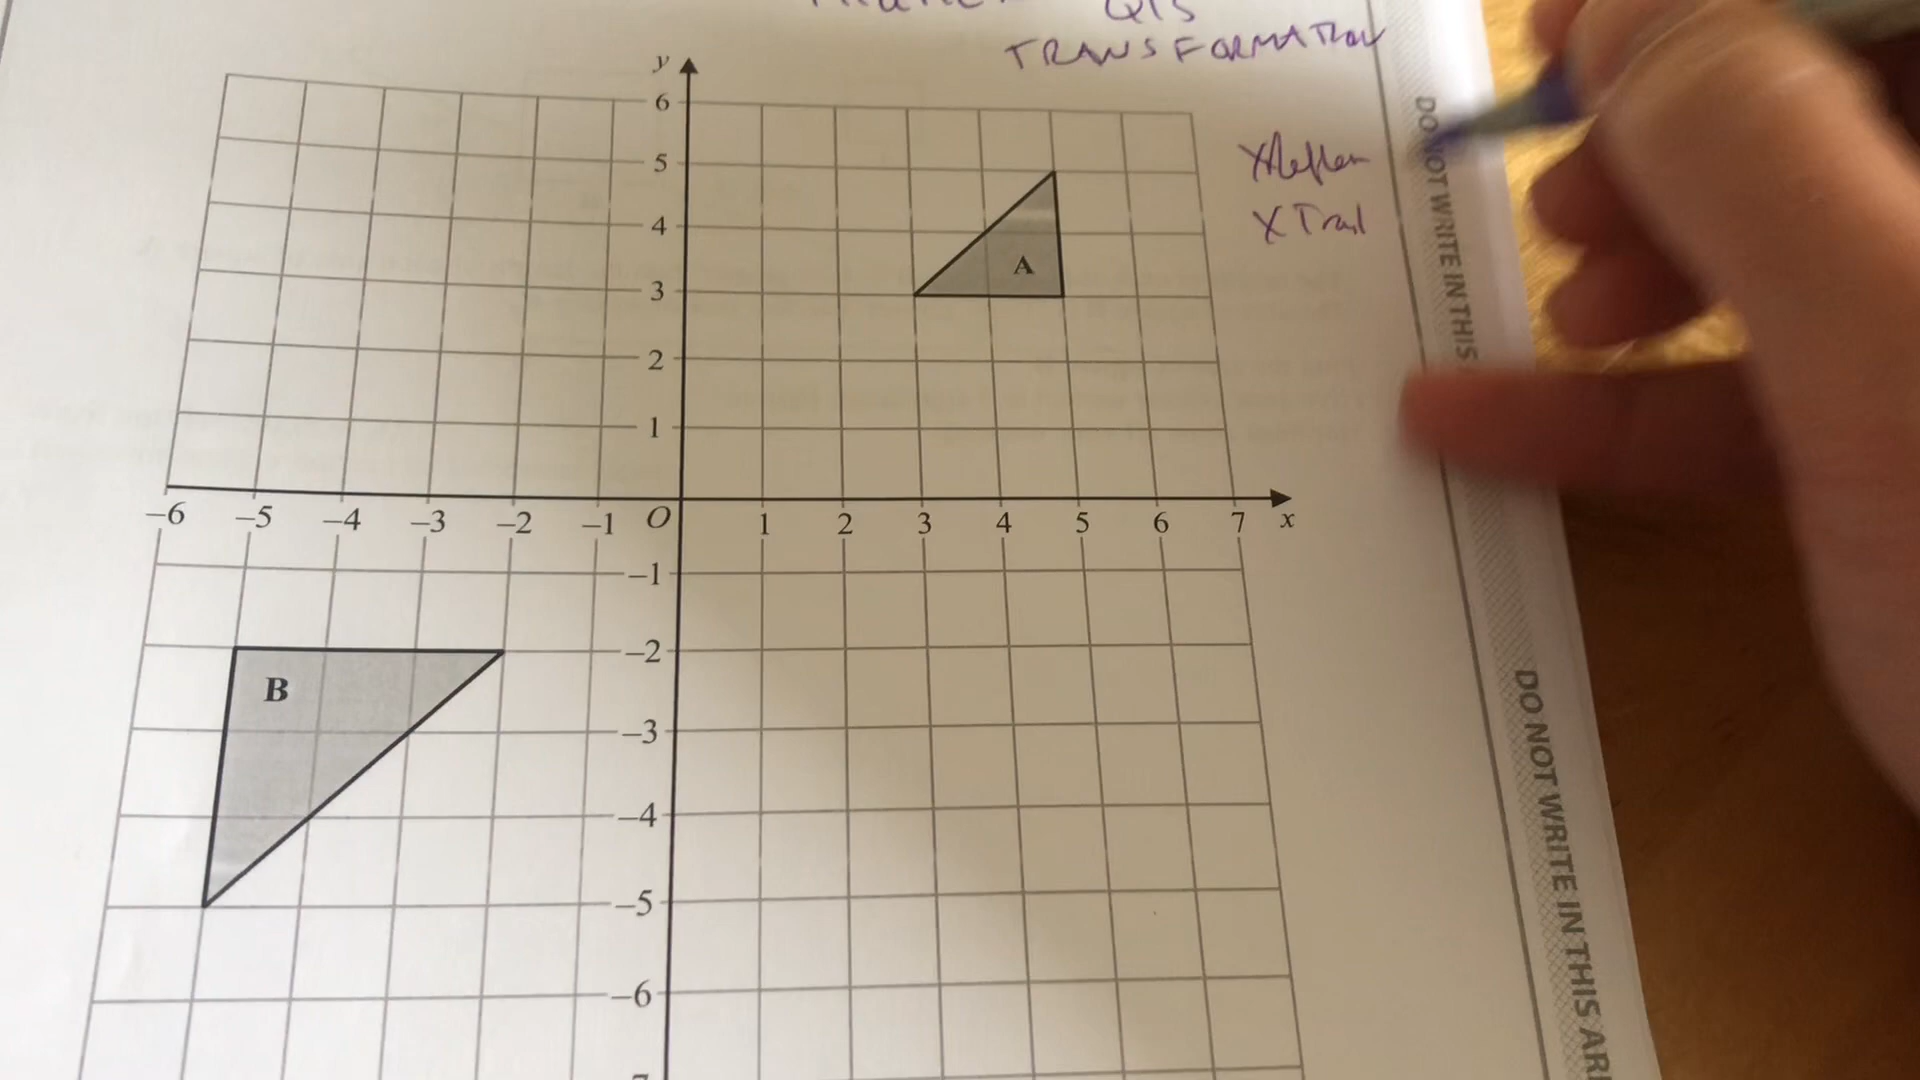 Q15
TRANSFORMATION
y
6
5
4
3
2
1
-6 -5 -4 -3 -2 -1 O 1 2 3 4 5 6 7 x
-1
-2
-3
-4
-5
-6
A
B
X
X
DO NOT WRITE IN THIS
DO NOT WRITE IN THIS ARE